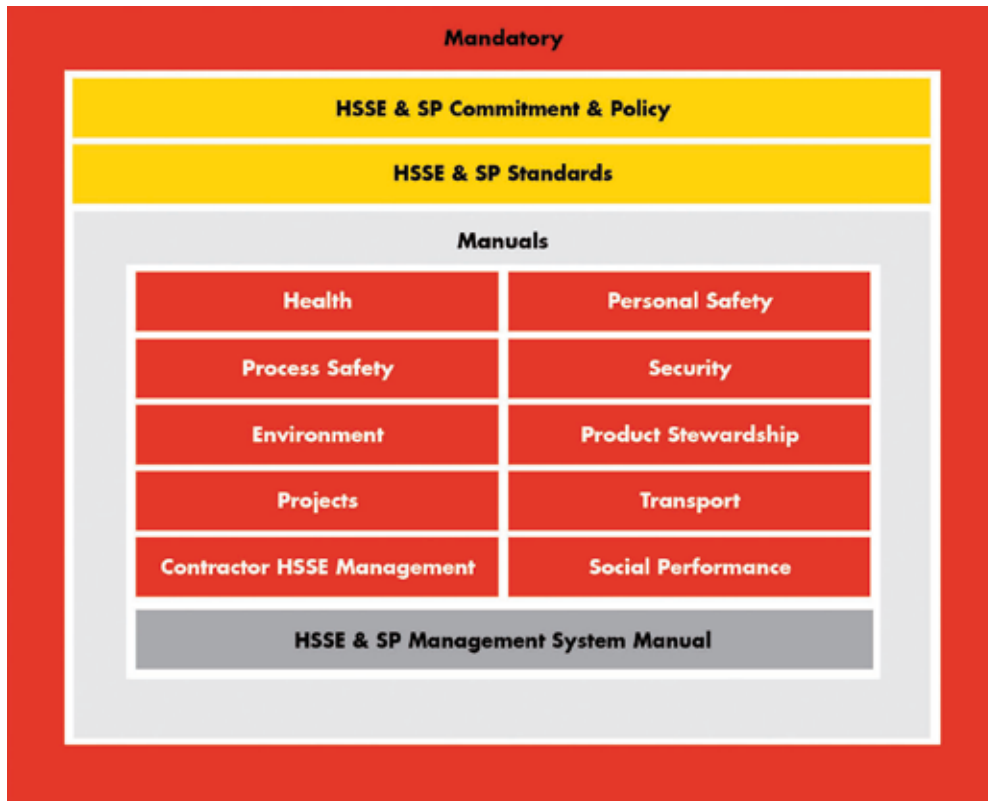 Mandatory
HSSE & SP Commitment & Policy
HSSE & SP Standards
Manuals
Health
Personal Safety
Process Safety
Security
Environment
Product Stewardship
Projects
Transport
Contractor HSSE Management
Social Performance
HSSE & SP Management System Manual